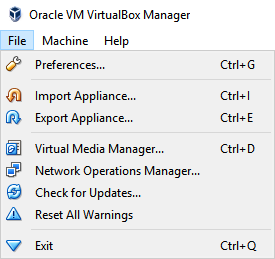 Oracle VM VirtualBox Manager
File Machine Help
Preferences... Ctrl+G
Import Appliance... Ctrl+I
Export Appliance... Ctrl+E
Virtual Media Manager... Ctrl+D
Network Operations Manager...
Check for Updates...
Reset All Warnings
Exit Ctrl+Q